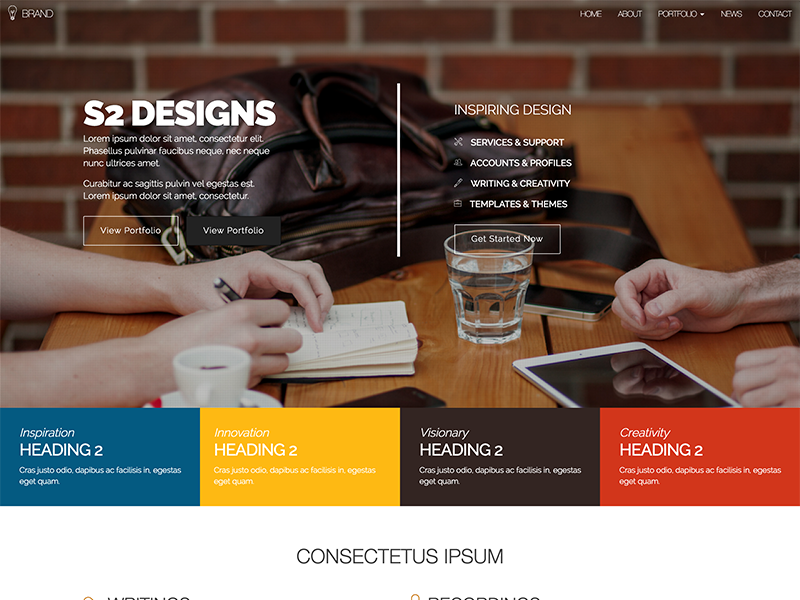 BRAND
HOME ABOUT PORTFOLIO NEWS CONTACT
S2 DESIGNS
Lorem ipsum dolor sit amet, consectetur elit.
Phasellus pulvinar faucibus neque, nec neque
nunc ultrices amet.
Curabitur ac sagittis pulvin vel egestas est.
Lorem ipsum dolor sit amet, consectetur.
View Portfolio View Portfolio
INSPIRING DESIGN
SERVICES & SUPPORT
ACCOUNTS & PROFILES
WRITING & CREATIVITY
TEMPLATES & THEMES
Get Started Now
Inspiration
HEADING 2
Cras justo odio, dapibus ac facilisis in, egestas
eget quam.
Innovation
HEADING 2
Cras justo odio, dapibus ac facilisis in, egestas
eget quam.
Visionary
HEADING 2
Cras justo odio, dapibus ac facilisis in, egestas
eget quam.
Creativity
HEADING 2
Cras justo odio, dapibus ac facilisis in, egestas
eget quam.
CONSECTETUS IPSUM
WRITINGS RECORDINGS